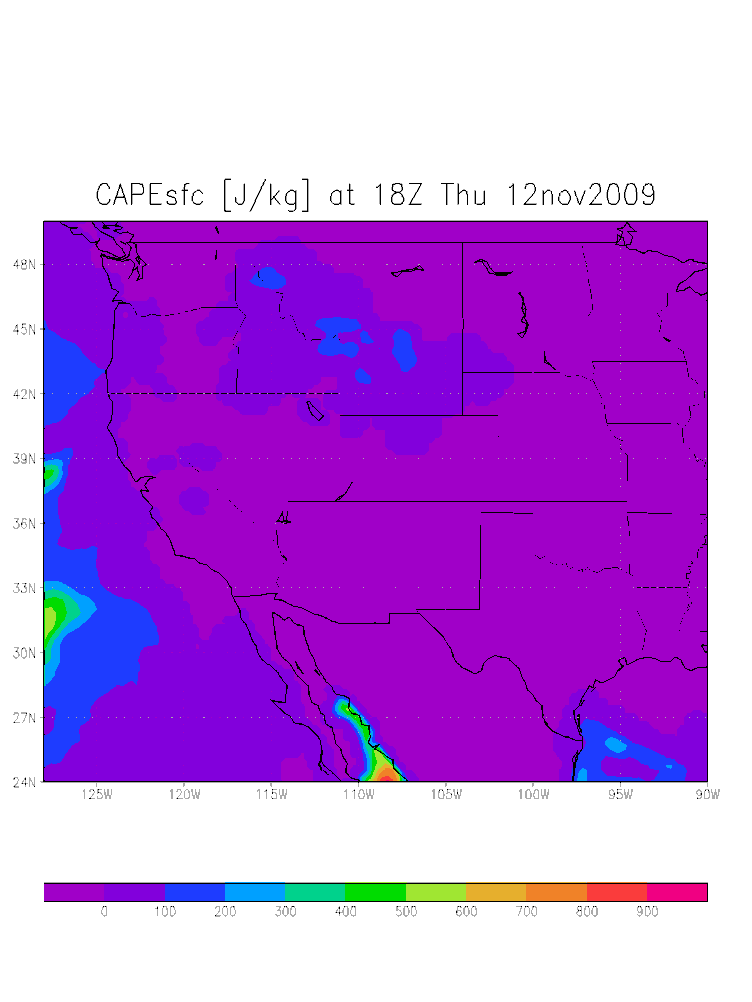 CAPEsfc [J/kg] at 18Z Thu 12nov2009
48N
45N
42N
39N
36N
33N
30N
27N
24N
125W 120W 115W 110W 105W 100W 95W 90W
0 100 200 300 400 500 600 700 800 900